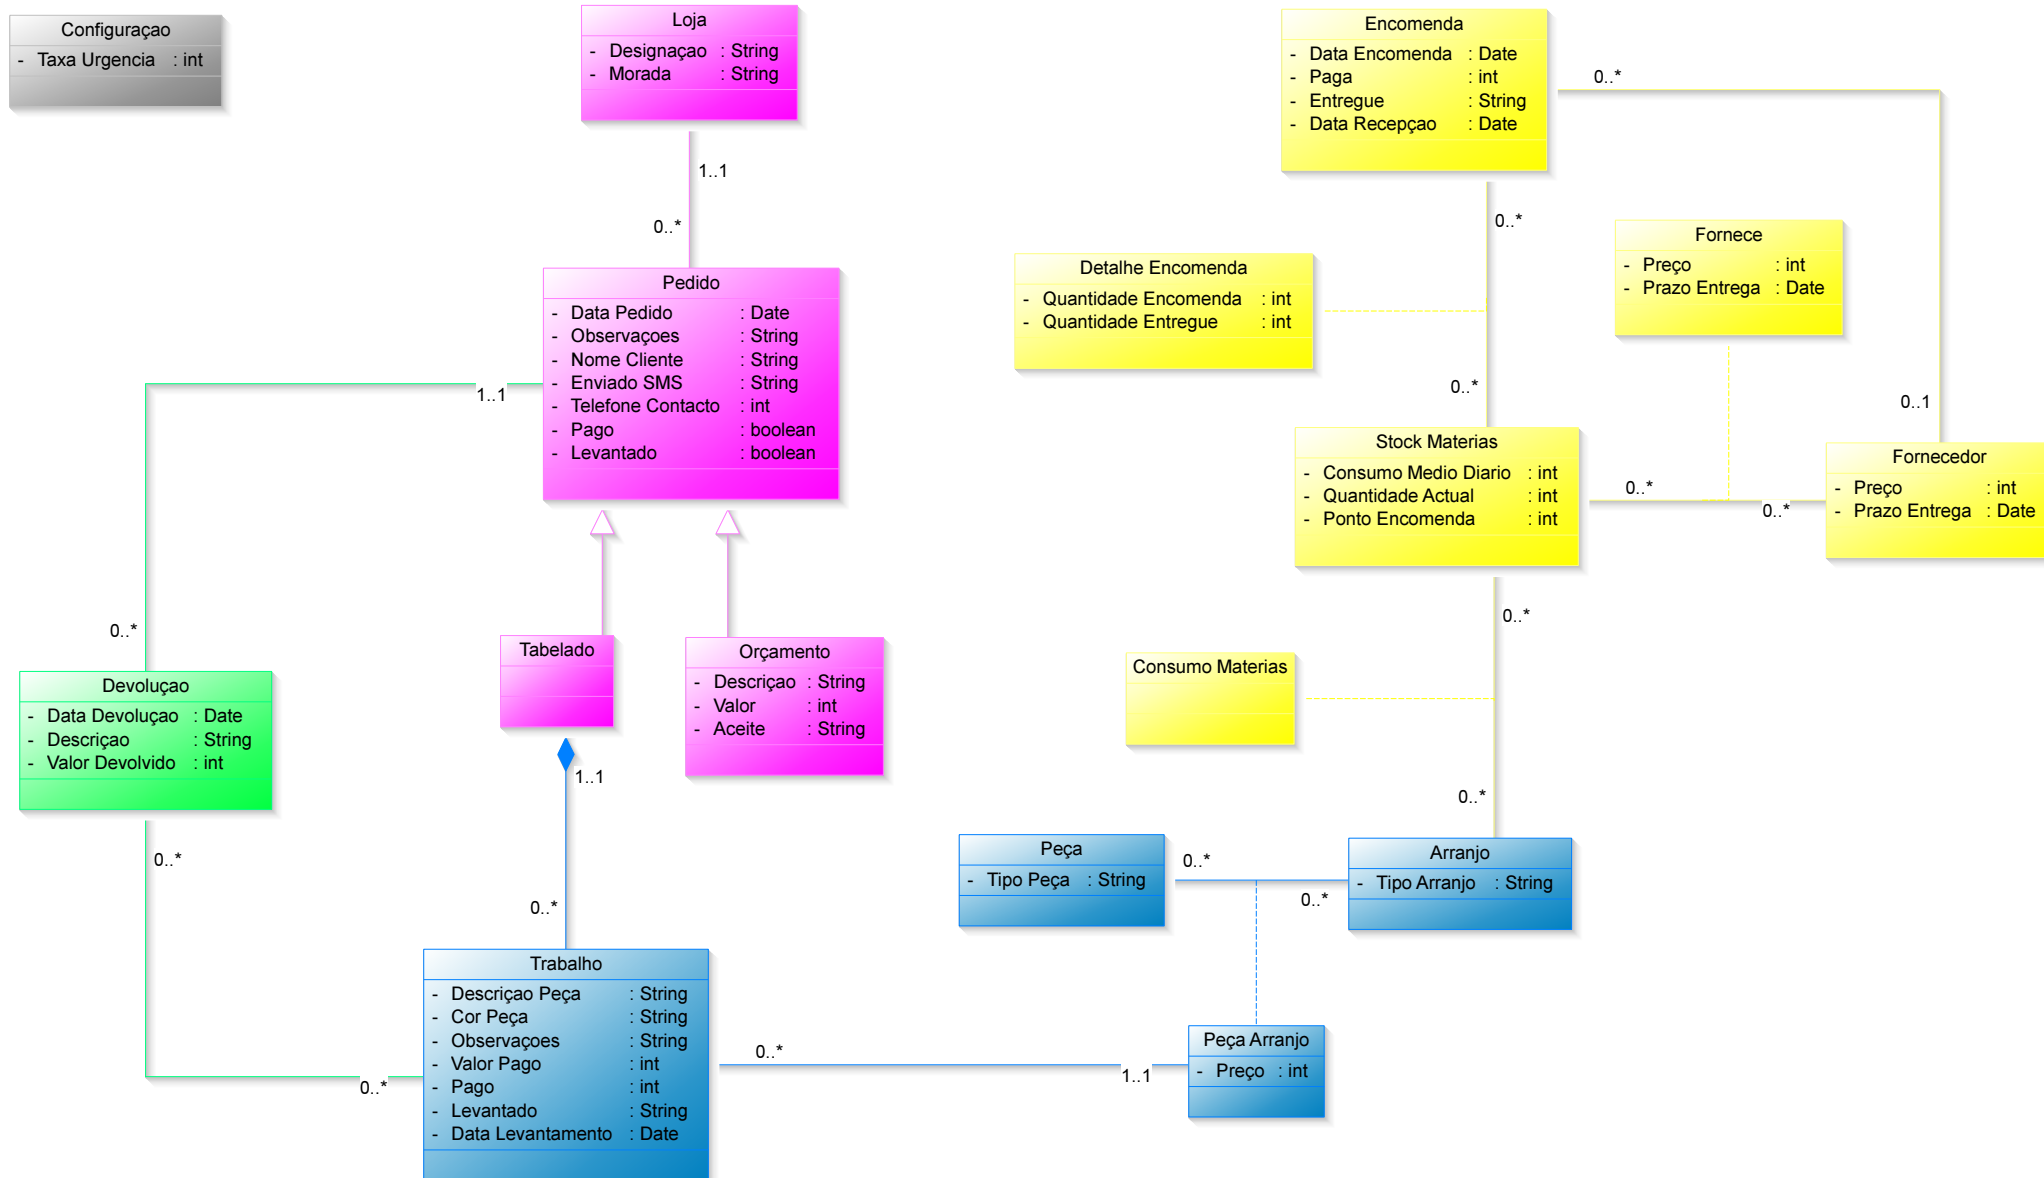 Configuraçao
- Taxa Urgencia : int
Loja
- Designaçao : String
- Morada : String
1..1
0..*
Encomenda
- Data Encomenda : Date
- Paga : int
- Entregue : String
- Data Recepçao : Date
0..*
0..*
Detalhe Encomenda
- Quantidade Encomenda : int
- Quantidade Entregue : int
0..*
Fornece
- Preço : int
- Prazo Entrega : Date
0..1
Pedido
- Data Pedido : Date
- Observaçoes : String
- Nome Cliente : String
- Enviado SMS : String
- Telefone Contacto : int
- Pago : boolean
- Levantado : boolean
1..1
0..*
Stock Materias
- Consumo Medio Diario : int
- Quantidade Actual : int
- Ponto Encomenda : int
0..*
0..*
Fornecedor
- Preço : int
- Prazo Entrega : Date
0..*
Tabelado
Orçamento
- Descriçao : String
- Valor : int
- Aceite : String
1..1
Consumo Materias
0..*
Devoluçao
- Data Devoluçao : Date
- Descriçao : String
- Valor Devolvido : int
0..*
0..*
Peça
- Tipo Peça : String
0..*
0..*
Arranjo
- Tipo Arranjo : String
0..*
Trabalho
- Descriçao Peça : String
- Cor Peça : String
- Observaçoes : String
- Valor Pago : int
- Pago : int
- Levantado : String
- Data Levantamento : Date
0..*
1..1
Peça Arranjo
- Preço : int